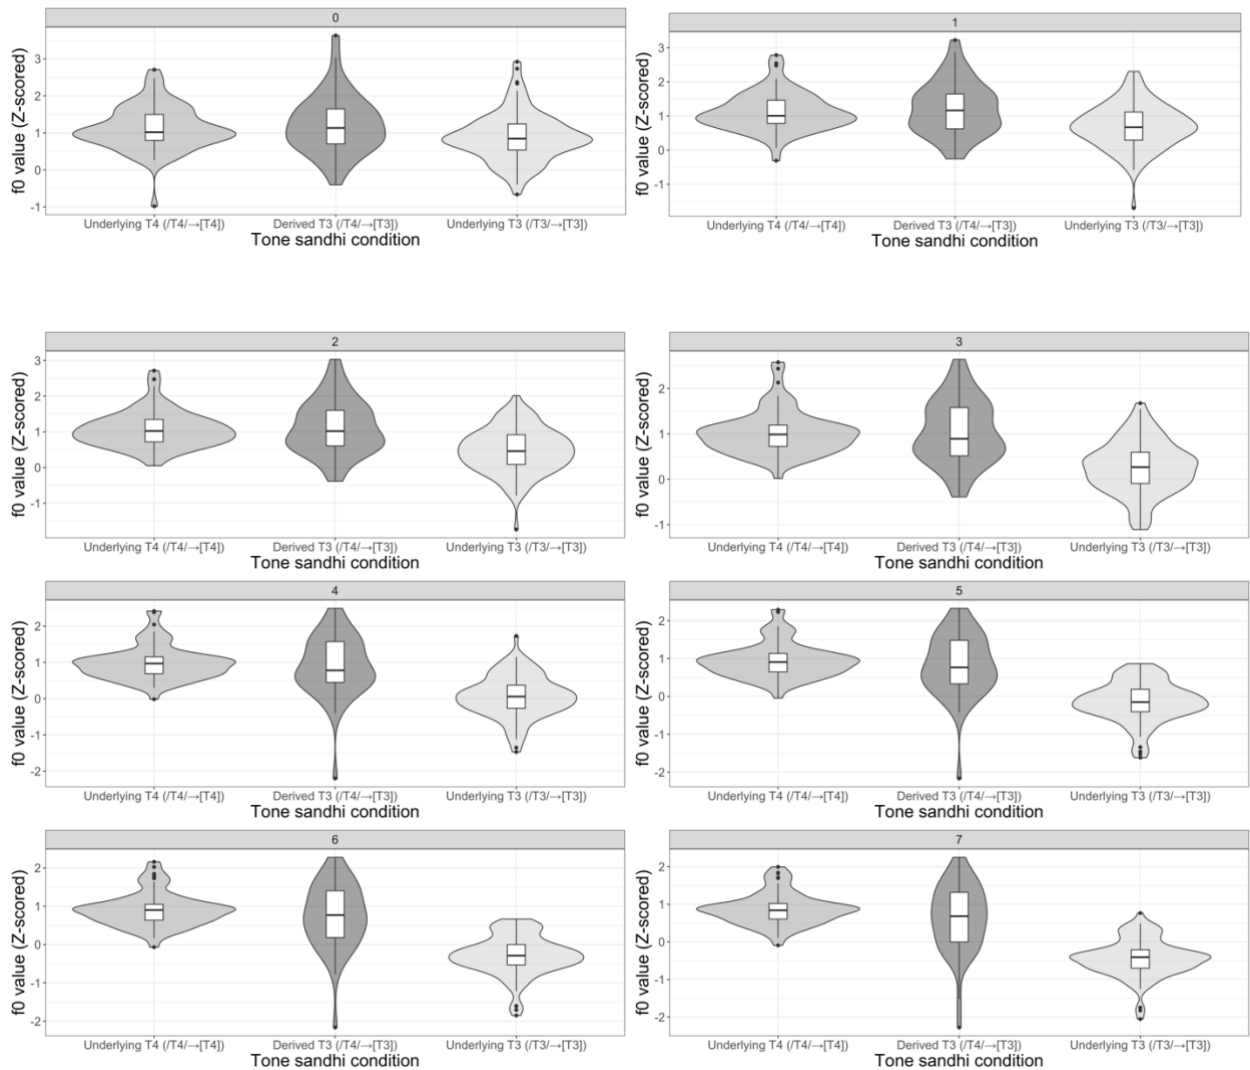 0
f0 value (Z-scored)
3
2
1
0
-1
Underlying T4 (/T4/→[T4]) Derived T3 (/T4/→[T3]) Underlying T3 (/T3/→[T3])
Tone sandhi condition
1
f0 value (Z-scored)
3
2
1
0
-1
Underlying T4 (/T4/→[T4]) Derived T3 (/T4/→[T3]) Underlying T3 (/T3/→[T3])
Tone sandhi condition
2
f0 value (Z-scored)
3
2
1
0
-1
Underlying T4 (/T4/→[T4]) Derived T3 (/T4/→[T3]) Underlying T3 (/T3/→[T3])
Tone sandhi condition
3
f0 value (Z-scored)
2
1
0
-1
Underlying T4 (/T4/→[T4]) Derived T3 (/T4/→[T3]) Underlying T3 (/T3/→[T3])
Tone sandhi condition
4
f0 value (Z-scored)
2
1
0
-1
-2
Underlying T4 (/T4/→[T4]) Derived T3 (/T4/→[T3]) Underlying T3 (/T3/→[T3])
Tone sandhi condition
5
f0 value (Z-scored)
2
1
0
-1
-2
Underlying T4 (/T4/→[T4]) Derived T3 (/T4/→[T3]) Underlying T3 (/T3/→[T3])
Tone sandhi condition
6
f0 value (Z-scored)
2
1
0
-1
-2
Underlying T4 (/T4/→[T4]) Derived T3 (/T4/→[T3]) Underlying T3 (/T3/→[T3])
Tone sandhi condition
7
f0 value (Z-scored)
2
1
0
-1
-2
Underlying T4 (/T4/→[T4]) Derived T3 (/T4/→[T3]) Underlying T3 (/T3/→[T3])
Tone sandhi condition